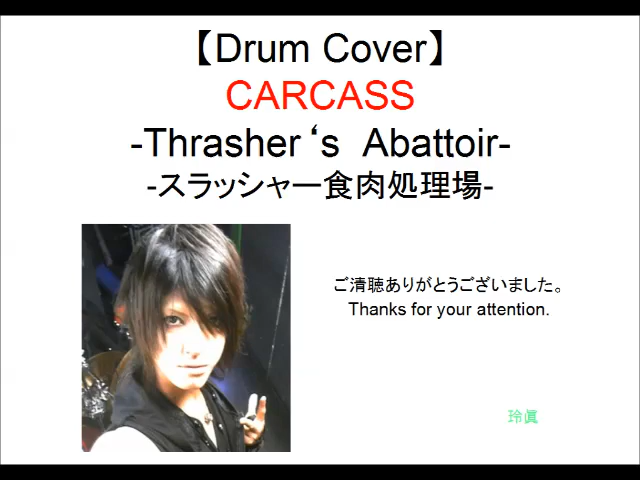 【Drum Cover】
CARCASS
-Thrasher‘s Abattoir-
-スラッシャー食肉処理場-
ご清聴ありがとうございました。
Thanks for your attention.
玲眞